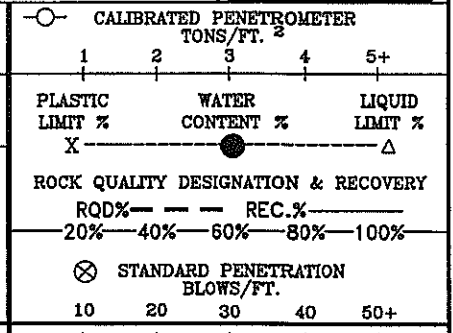 CALIBRATED PENETROMETER
TONS/FT. 2
1 2 3 4 5+
PLASTIC WATER LIQUID
LIMIT % CONTENT % LIMIT %
X
ROCK QUALITY DESIGNATION & RECOVERY
RQD% REC.%
20% 40% 60% 80% 100%
STANDARD PENETRATION
BLOWS/FT.
10 20 30 40 50+